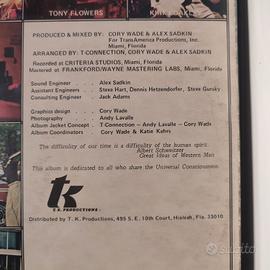 TONY FLOWERS
KIRK
PRODUCED & MIXED BY: CORY WADE & ALEX SADKIN
For TransAmerica Productions, Inc.
Miami, Florida
ARRANGED BY: T-CONNECTION, CORY WADE & ALEX SADKIN
Recorded at CRITERIA STUDIOS, Miami, Florida
Mastered at FRANKFORD/WAYNE MASTERING LABS, Miami, Florida
Sound Engineer - Alex Sadkin
Assistant Engineers - Steve Hart, Dennis Hetzendorfer, Steve Gursky
Consulting Engineer - Jack Adams
Graphics design - Cory Wade
Photography - Andy Lavalle
Album Jacket Concept - T Connection - Andy Lavalle - Cory Wade
Album Coordinators - Cory Wade & Katie Kahrs
The difficulty of our time is a difficulty of the human spirit.
Albert Schweitzer
Great Ideas of Western Man
This album is dedicated to all who share the Universal Consciousness.
tk
T. K. PRODUCTIONS
Distributed by T. K. Productions, 495 S.E. 10th Court, Hialeah, Fla. 33010
subito